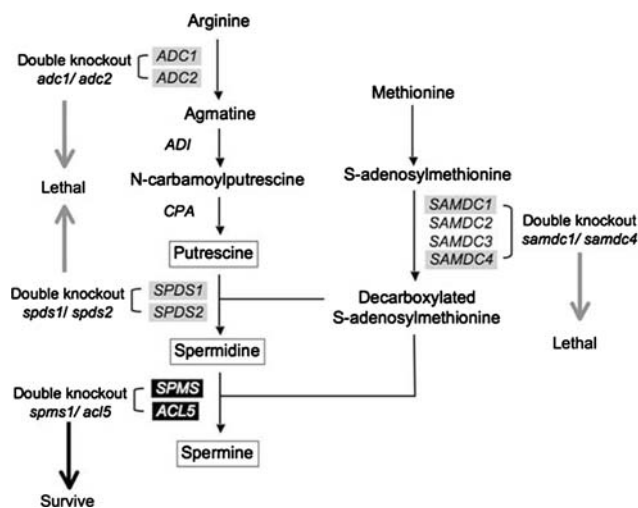 Arginine
Double knockout
adc1/ adc2
ADC1
ADC2
Agmatine
ADI
N-carbamoylputrescine
CPA
Putrescine
Lethal
Double knockout
spds1/ spds2
SPDS1
SPDS2
Spermidine
Double knockout
spms1/ acl5
SPMS
ACL5
Spermine
Survive
Methionine
S-adenosylmethionine
SAMDC1
SAMDC2
SAMDC3
SAMDC4
Double knockout
samdc1/ samdc4
Decarboxylated
S-adenosylmethionine
Lethal